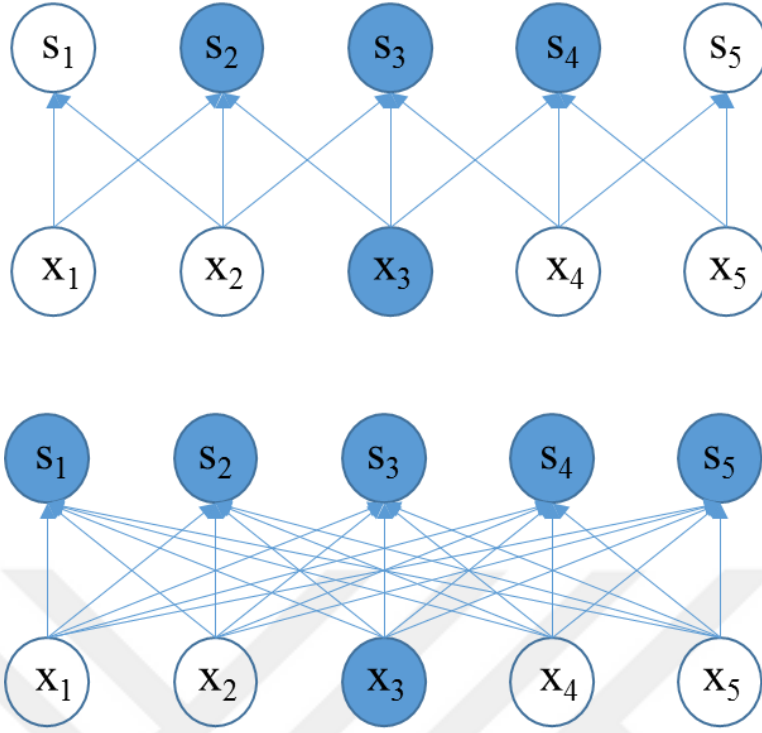 s₁ s₂ s₃ s₄ s₅
x₁ x₂ x₃ x₄ x₅
s₁ s₂ s₃ s₄ s₅
x₁ x₂ x₃ x₄ x₅